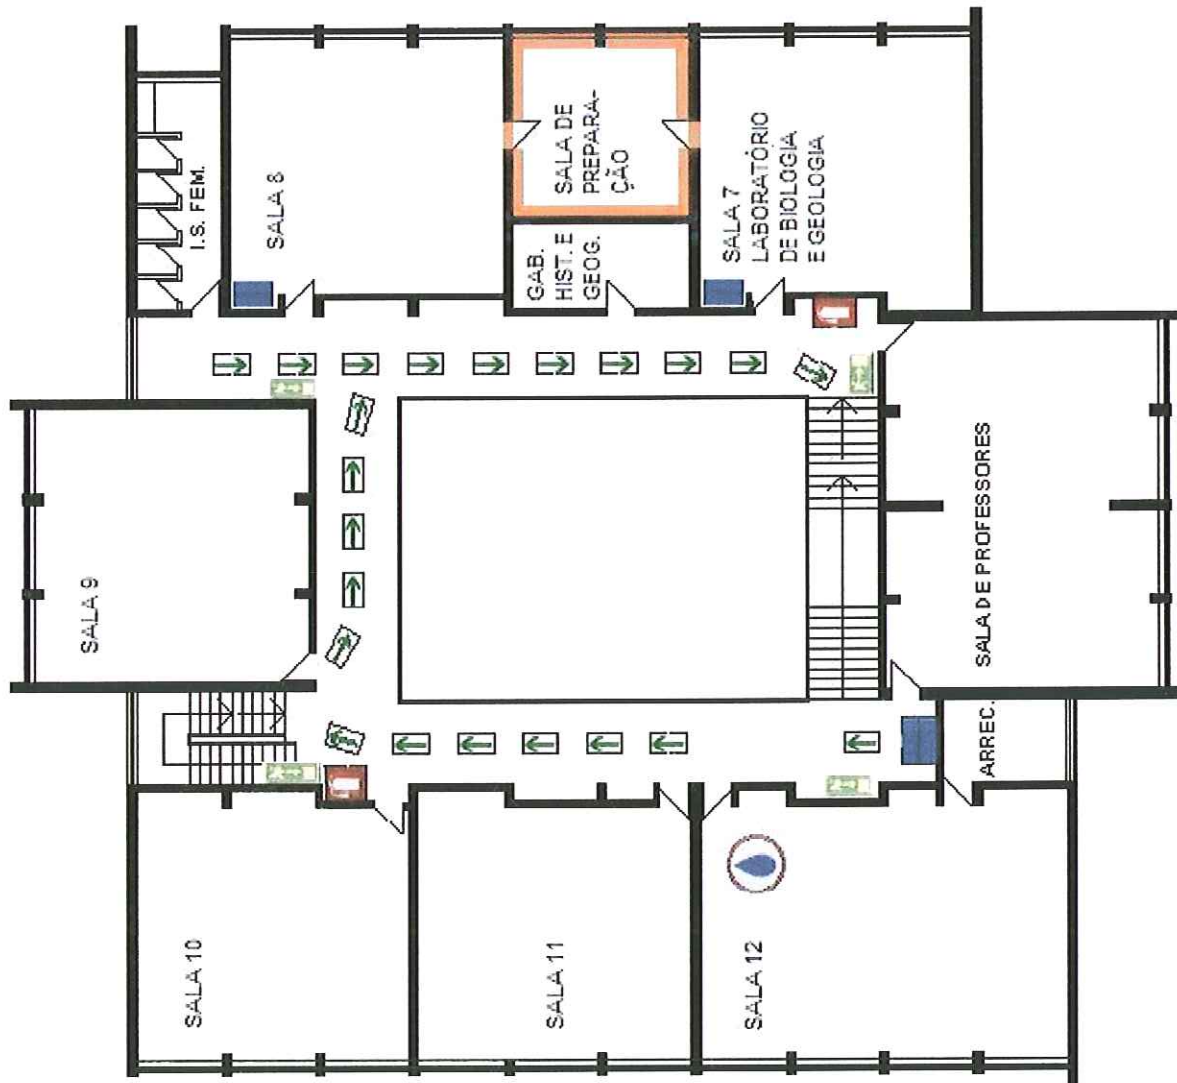 SALA 9
SALA 10
I.S. FEM.
SALA 8
SALA 11
GAB.
HIST. E
GEOG.
SALA DE
PREPARA-
ÇÃO
SALA 12
SALA 7
LABORATÓRIO
DE BIOLOGIA
E GEOLOGIA
ARREC.
SALA DE PROFESSORES